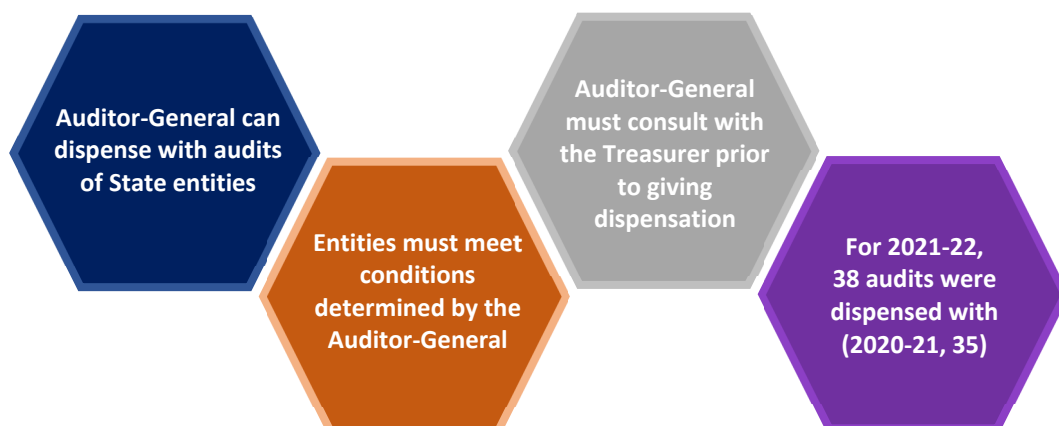 Auditor-General can
dispense with audits
of State entities
Entities must meet
conditions
determined by the
Auditor-General
Auditor-General
must consult with
the Treasurer prior
to giving
dispensation
For 2021-22,
38 audits were
dispensed with
(2020-21, 35)